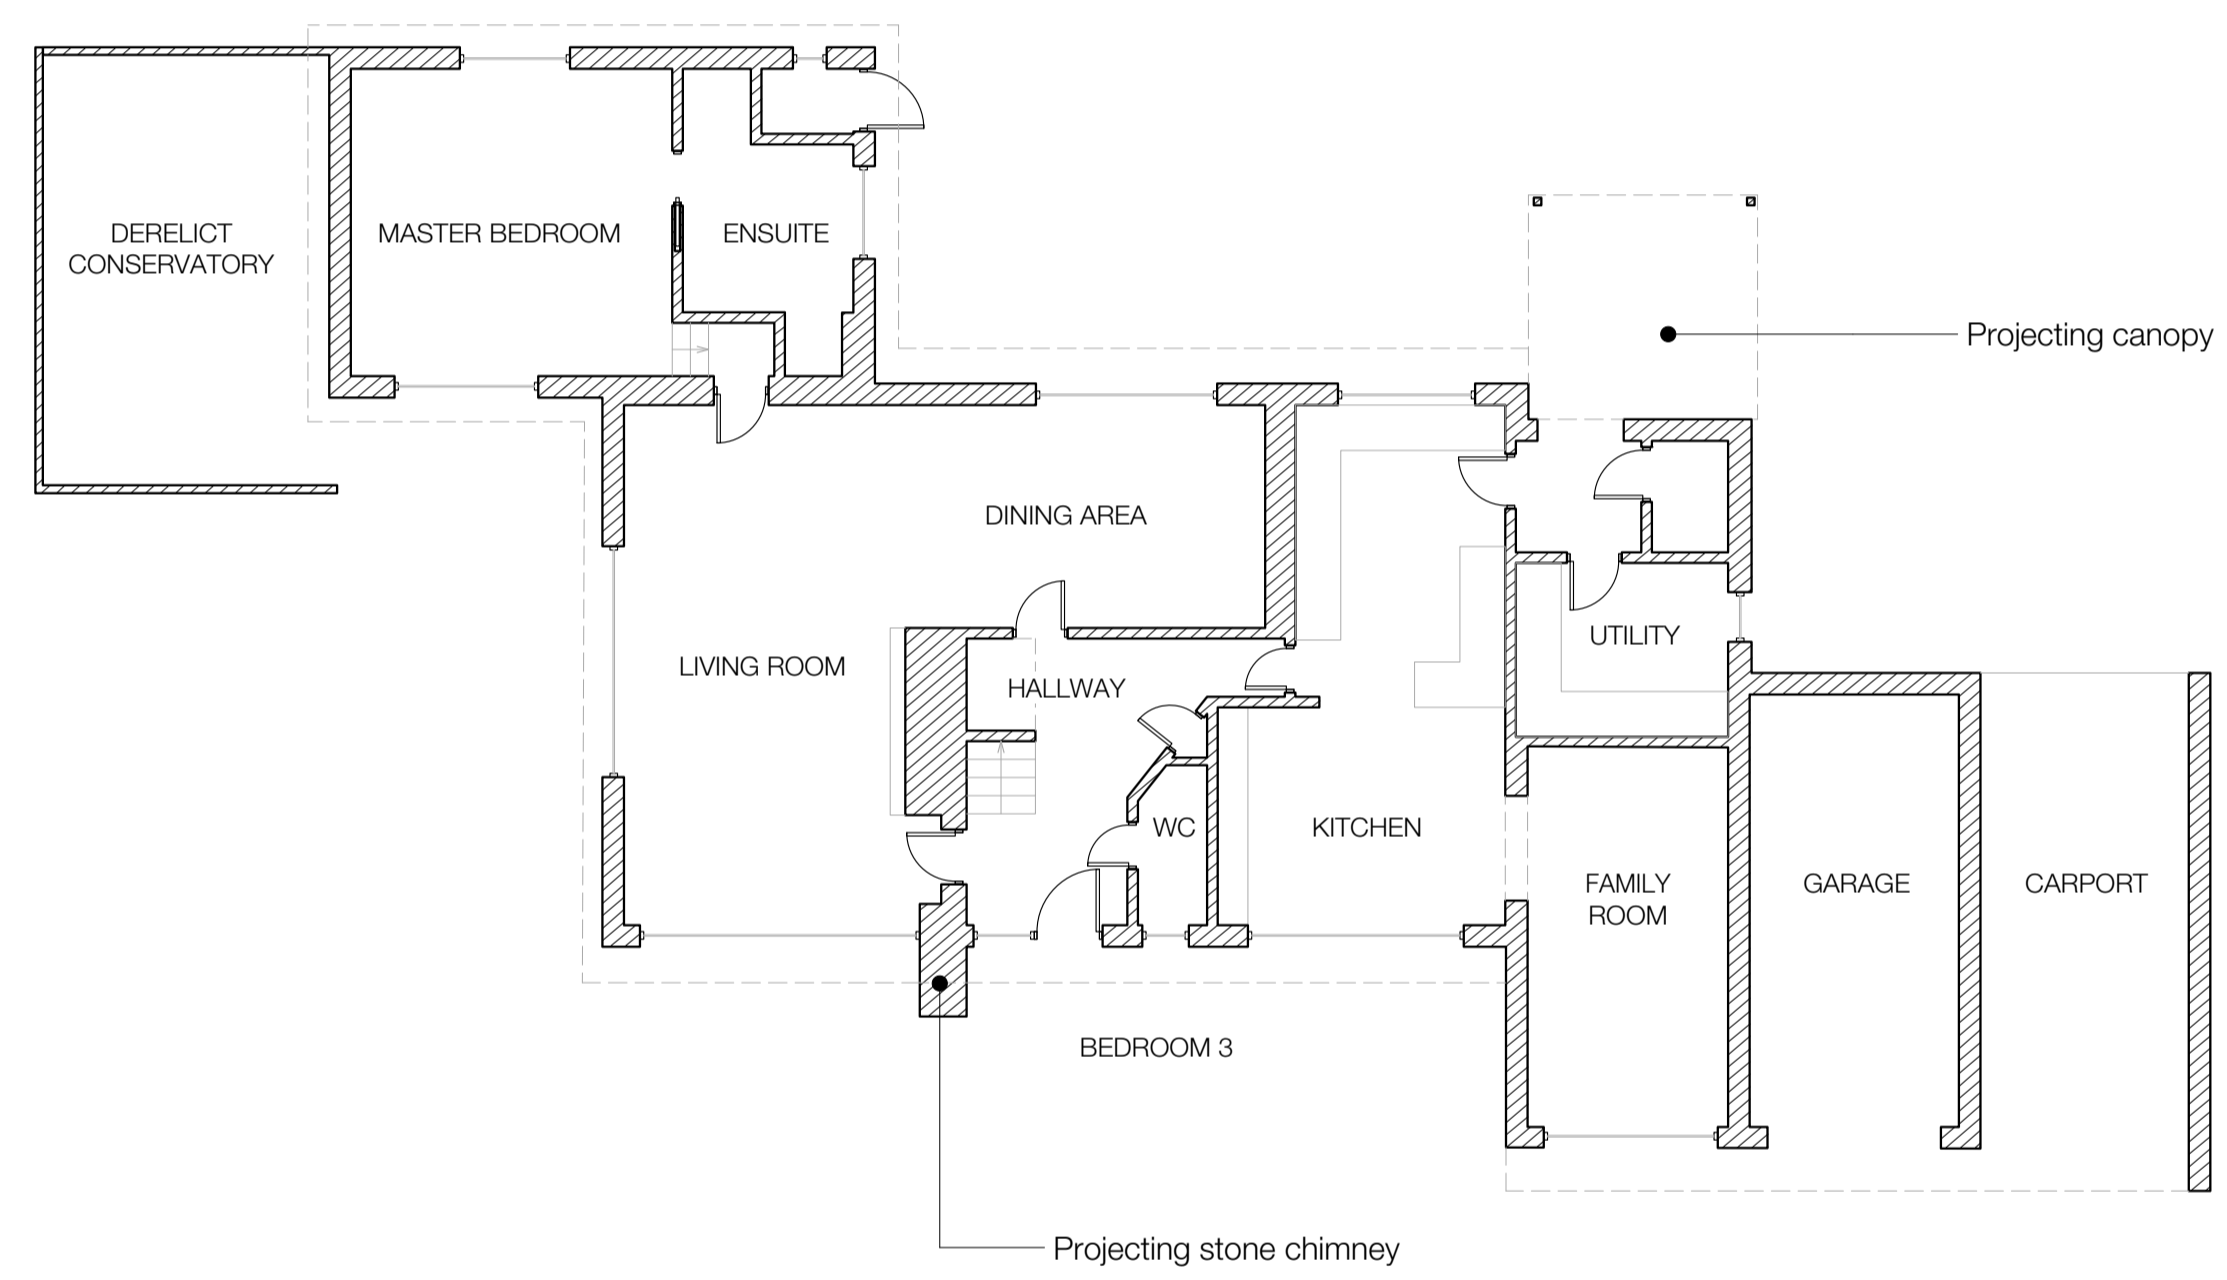 DERELICT
CONSERVATORY
MASTER BEDROOM
ENSUITE
Projecting canopy
DINING AREA
UTILITY
LIVING ROOM
HALLWAY
WC
KITCHEN
FAMILY
ROOM
GARAGE
CARPORT
BEDROOM 3
Projecting stone chimney